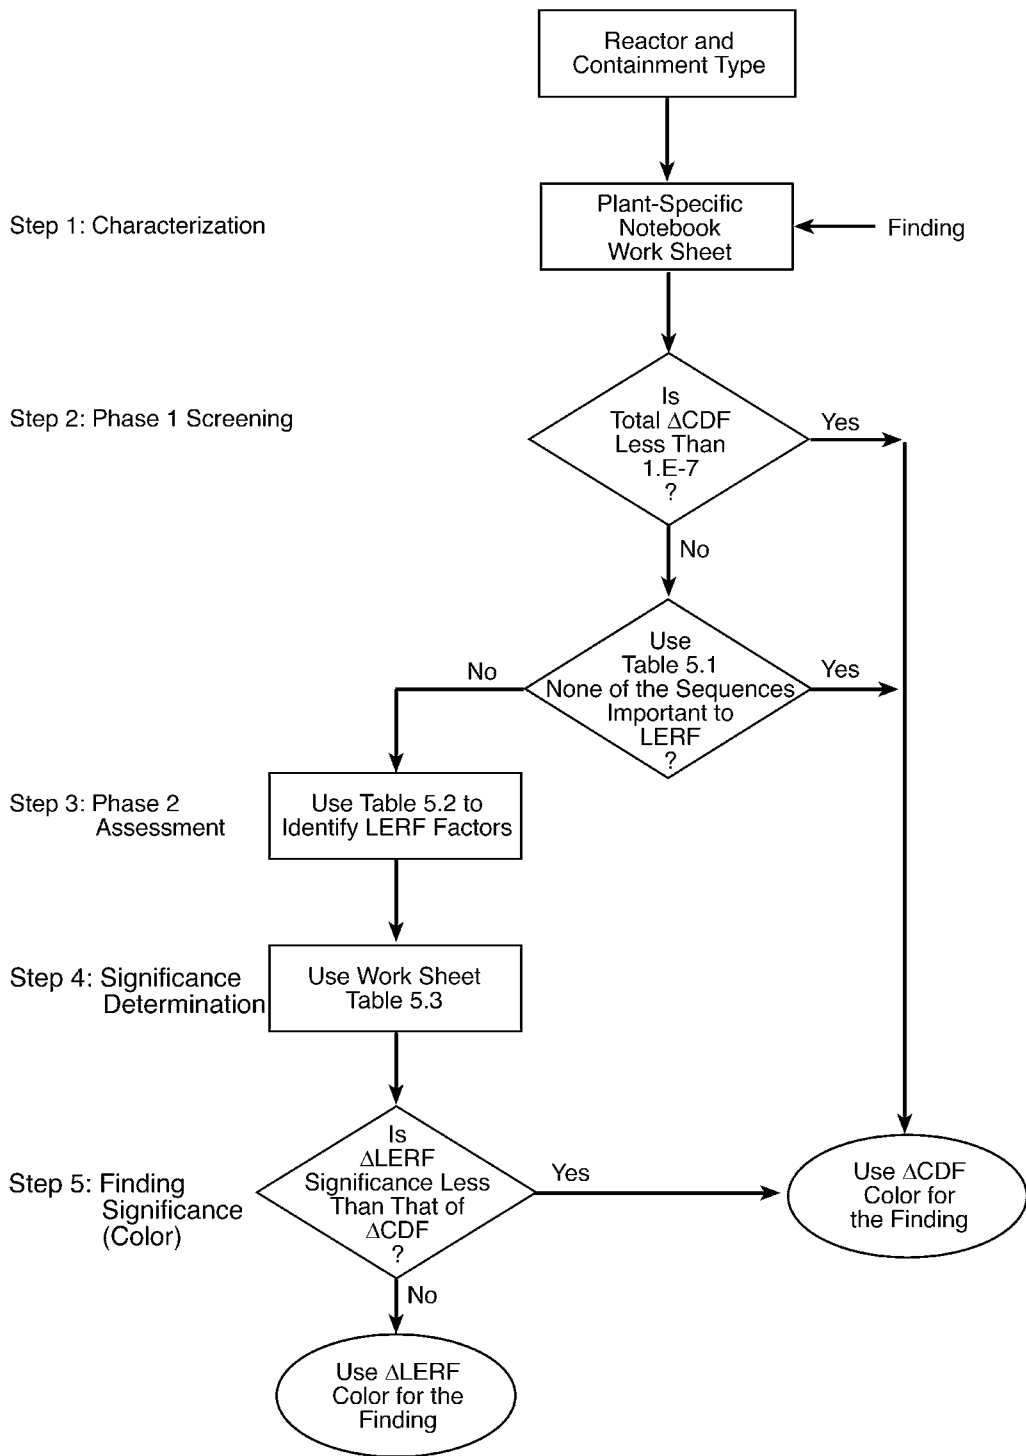 Reactor and
Containment Type
Step 1: Characterization
Plant-Specific
Notebook
Work Sheet
Finding
Step 2: Phase 1 Screening
Is
Total ΔCDF
Less Than
1.E-7
?
Yes
No
Use
Table 5.1
None of the Sequences
Important to
LERF
?
No
Yes
Step 3: Phase 2
Assessment
Use Table 5.2 to
Identify LERF Factors
Step 4: Significance
Determination
Use Work Sheet
Table 5.3
Step 5: Finding
Significance
(Color)
Is
ΔLERF
Significance Less
Than That of
ΔCDF
?
Yes
Use ΔCDF
Color for
the Finding
No
Use ΔLERF
Color for the
Finding